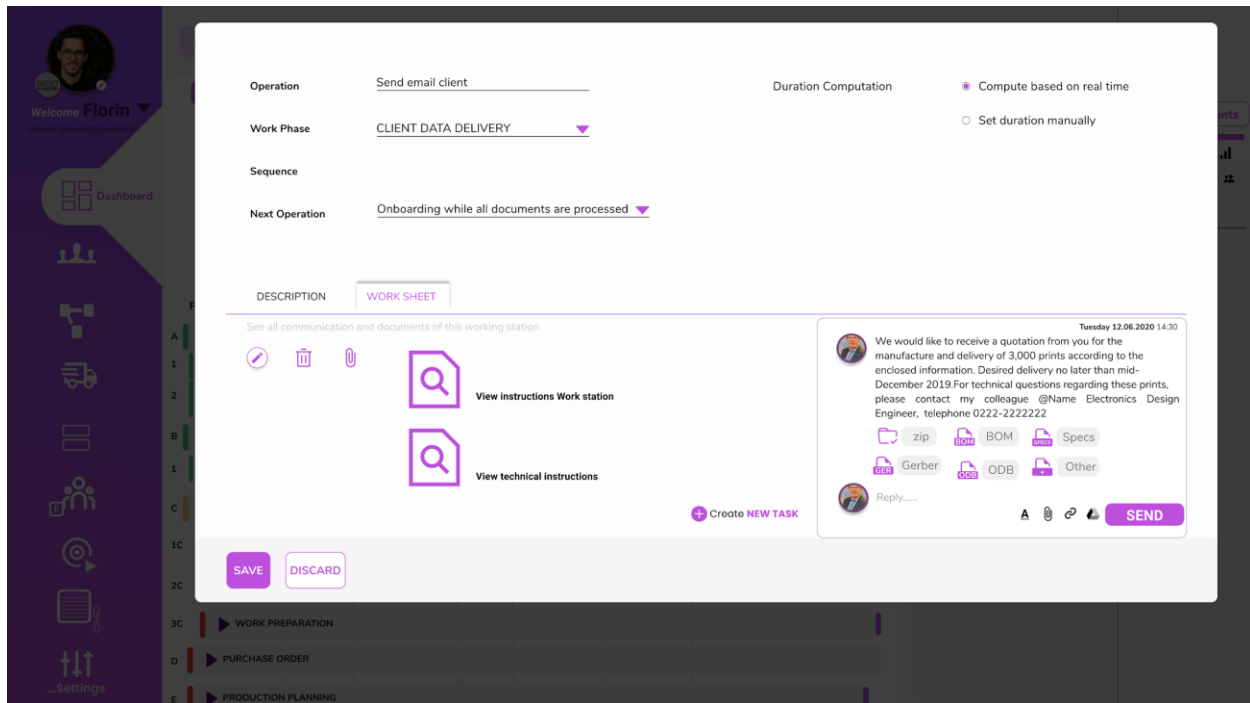 Welcome Florin
Dashboard
...Settings
Operation
Send email client
Work Phase
CLIENT DATA DELIVERY
Sequence
Next Operation
Onboarding while all documents are processed
Duration Computation
Compute based on real time
Set duration manually
DESCRIPTION
WORK SHEET
See all communication and documents of this working station
View instructions Work station
View technical instructions
Create NEW TASK
Tuesday 12.06.2020 14:30
We would like to receive a quotation from you for the
manufacture and delivery of 3,000 prints according to the
enclosed information. Desired delivery no later than mid-
December 2019.For technical questions regarding these prints,
please contact my colleague @Name Electronics Design
Engineer, telephone 0222-2222222
zip
BOM
BOM
SPECS
Specs
GER
Gerber
ODB
ODB
Other
Reply......
A
SEND
SAVE
DISCARD
ents
A
1
2
B
1
C
E
1C
2C
3C
WORK PREPARATION
D
PURCHASE ORDER
E
PRODUCTION PLANNING